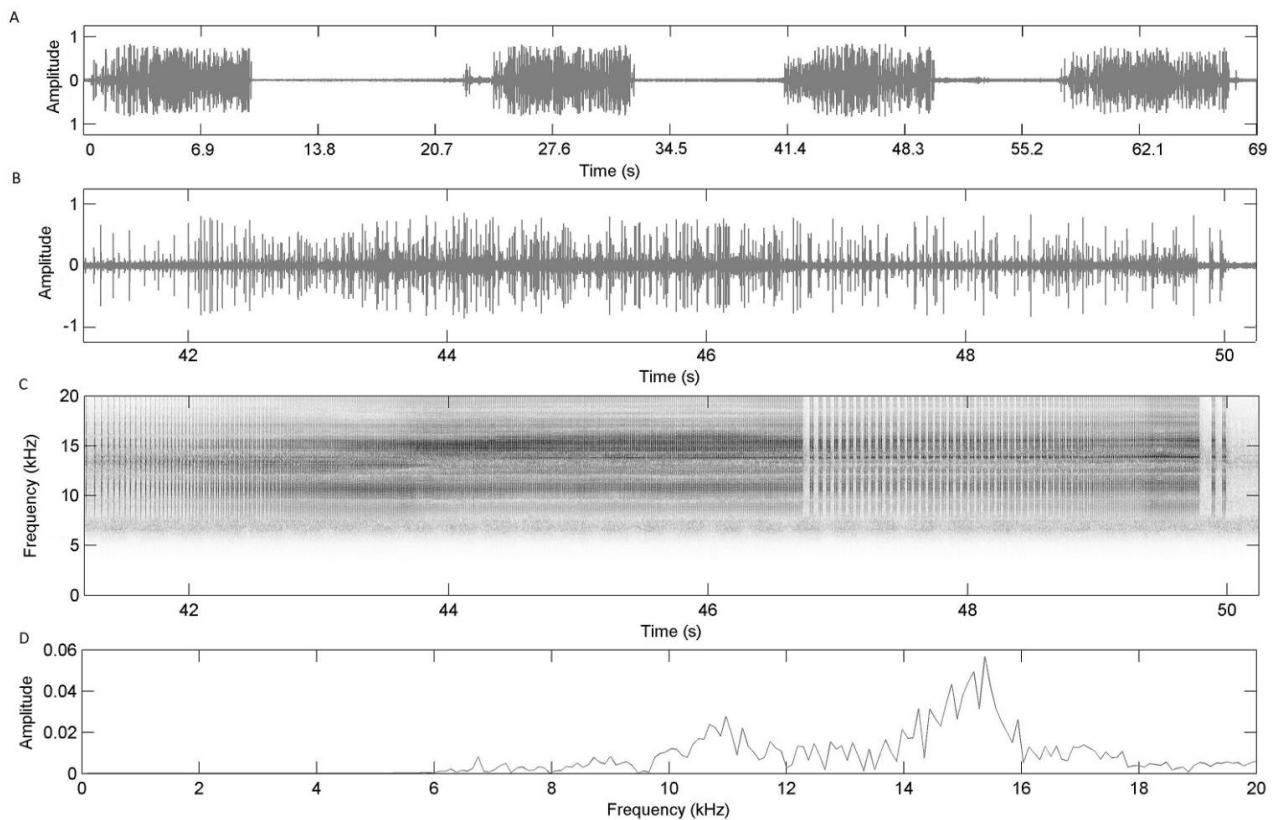 A
Amplitude
1
0
1
0 6.9 13.8 20.7 27.6 34.5 41.4 48.3 55.2 62.1 69
Time (s)
B
Amplitude
1
0
-1
42 44 46 48 50
Time (s)
C
Frequency (kHz)
20
15
10
5
0
42 44 46 48 50
Time (s)
D
Amplitude
0.06
0.04
0.02
0
0 2 4 6 8 10 12 14 16 18 20
Frequency (kHz)